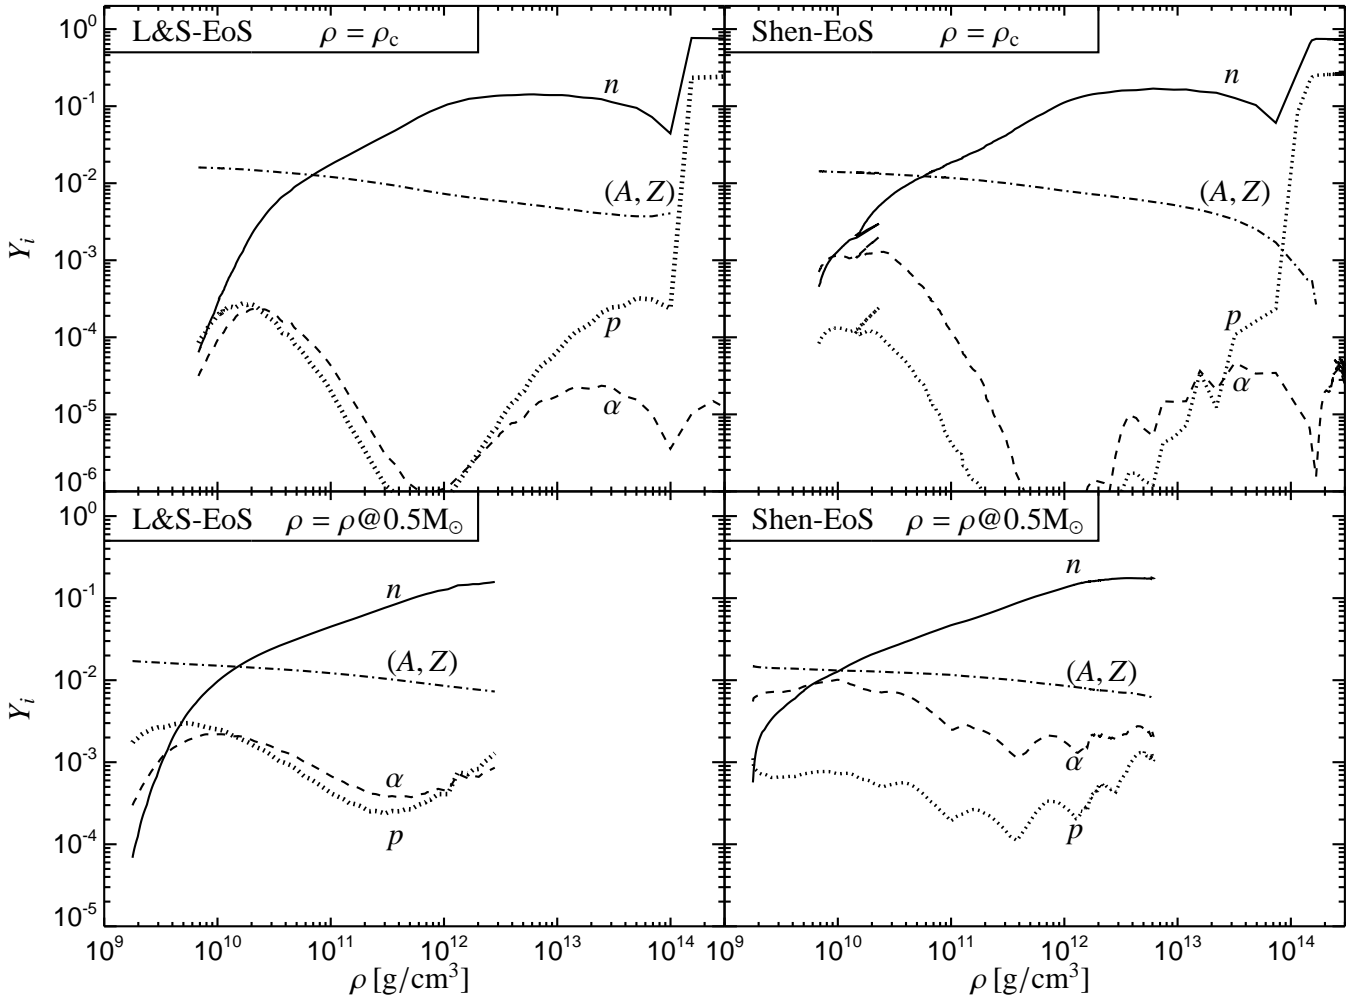 L&S-EoS ρ = ρc
Shen-EoS ρ = ρc
10⁰
10⁻¹
10⁻²
10⁻³
10⁻⁴
10⁻⁵
10⁻⁶
Yi
n
(A, Z)
p
α
n
(A, Z)
p
α
L&S-EoS ρ = ρ@0.5M⊙
Shen-EoS ρ = ρ@0.5M⊙
10⁰
10⁻¹
10⁻²
10⁻³
10⁻⁴
10⁻⁵
Yi
n
(A, Z)
α
p
n
(A, Z)
α
p
10⁹ 10¹⁰ 10¹¹ 10¹² 10¹³ 10¹⁴ 10⁹ 10¹⁰ 10¹¹ 10¹² 10¹³ 10¹⁴
ρ [g/cm³]
ρ [g/cm³]